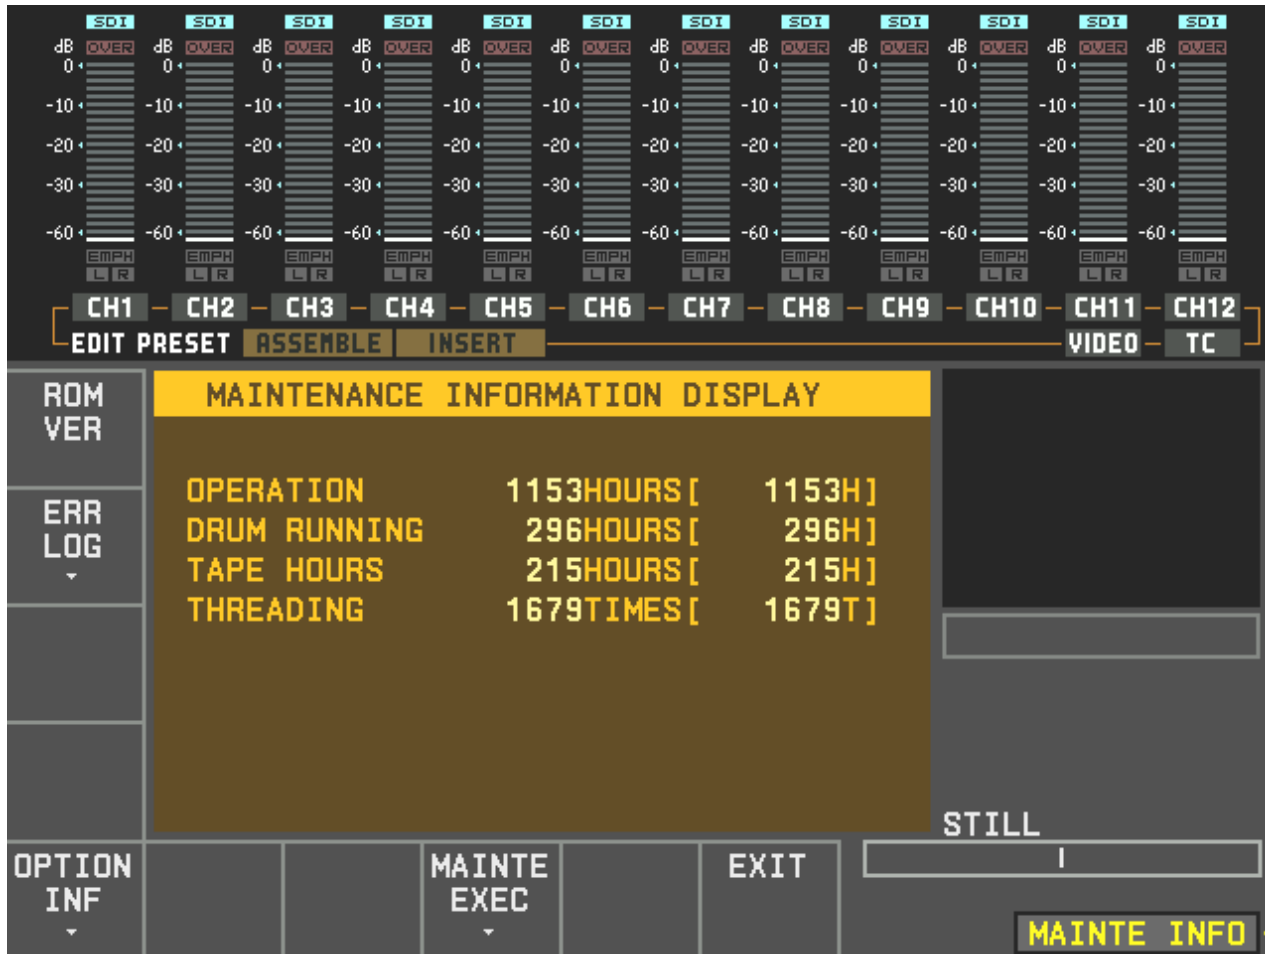 SDI SDI SDI SDI SDI SDI SDI SDI SDI SDI SDI SDI
dB OVER dB OVER dB OVER dB OVER dB OVER dB OVER dB OVER dB OVER dB OVER dB OVER dB OVER dB OVER
0 0 0 0 0 0 0 0 0 0 0 0
-10 -10 -10 -10 -10 -10 -10 -10 -10 -10 -10 -10
-20 -20 -20 -20 -20 -20 -20 -20 -20 -20 -20 -20
-30 -30 -30 -30 -30 -30 -30 -30 -30 -30 -30 -30
-60 -60 -60 -60 -60 -60 -60 -60 -60 -60 -60 -60
EMPH EMPH EMPH EMPH EMPH EMPH EMPH EMPH EMPH EMPH EMPH EMPH
L R L R L R L R L R L R L R L R L R L R L R L R
CH1 CH2 CH3 CH4 CH5 CH6 CH7 CH8 CH9 CH10 CH11 CH12
EDIT PRESET ASSEMBLE INSERT VIDEO TC
ROM
VER
ERR
LOG
MAINTENANCE INFORMATION DISPLAY
OPERATION 1153HOURS[ 1153H]
DRUM RUNNING 296HOURS[ 296H]
TAPE HOURS 215HOURS[ 215H]
THREADING 1679TIMES[ 1679T]
STILL
OPTION
INF
MAINTE
EXEC
EXIT
MAINTE INFO